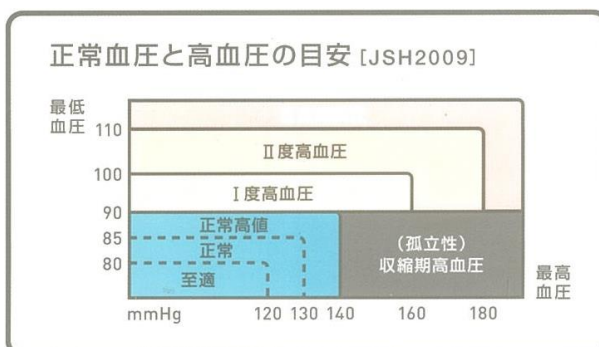 正常血圧と高血圧の目安 [JSH2009]
最低
血圧
110
Ⅱ度高血圧
100
Ⅰ度高血圧
90
正常高値
85
正常
80
至適
(孤立性)
収縮期高血圧
最高
血圧
mmHg 120 130 140 160 180